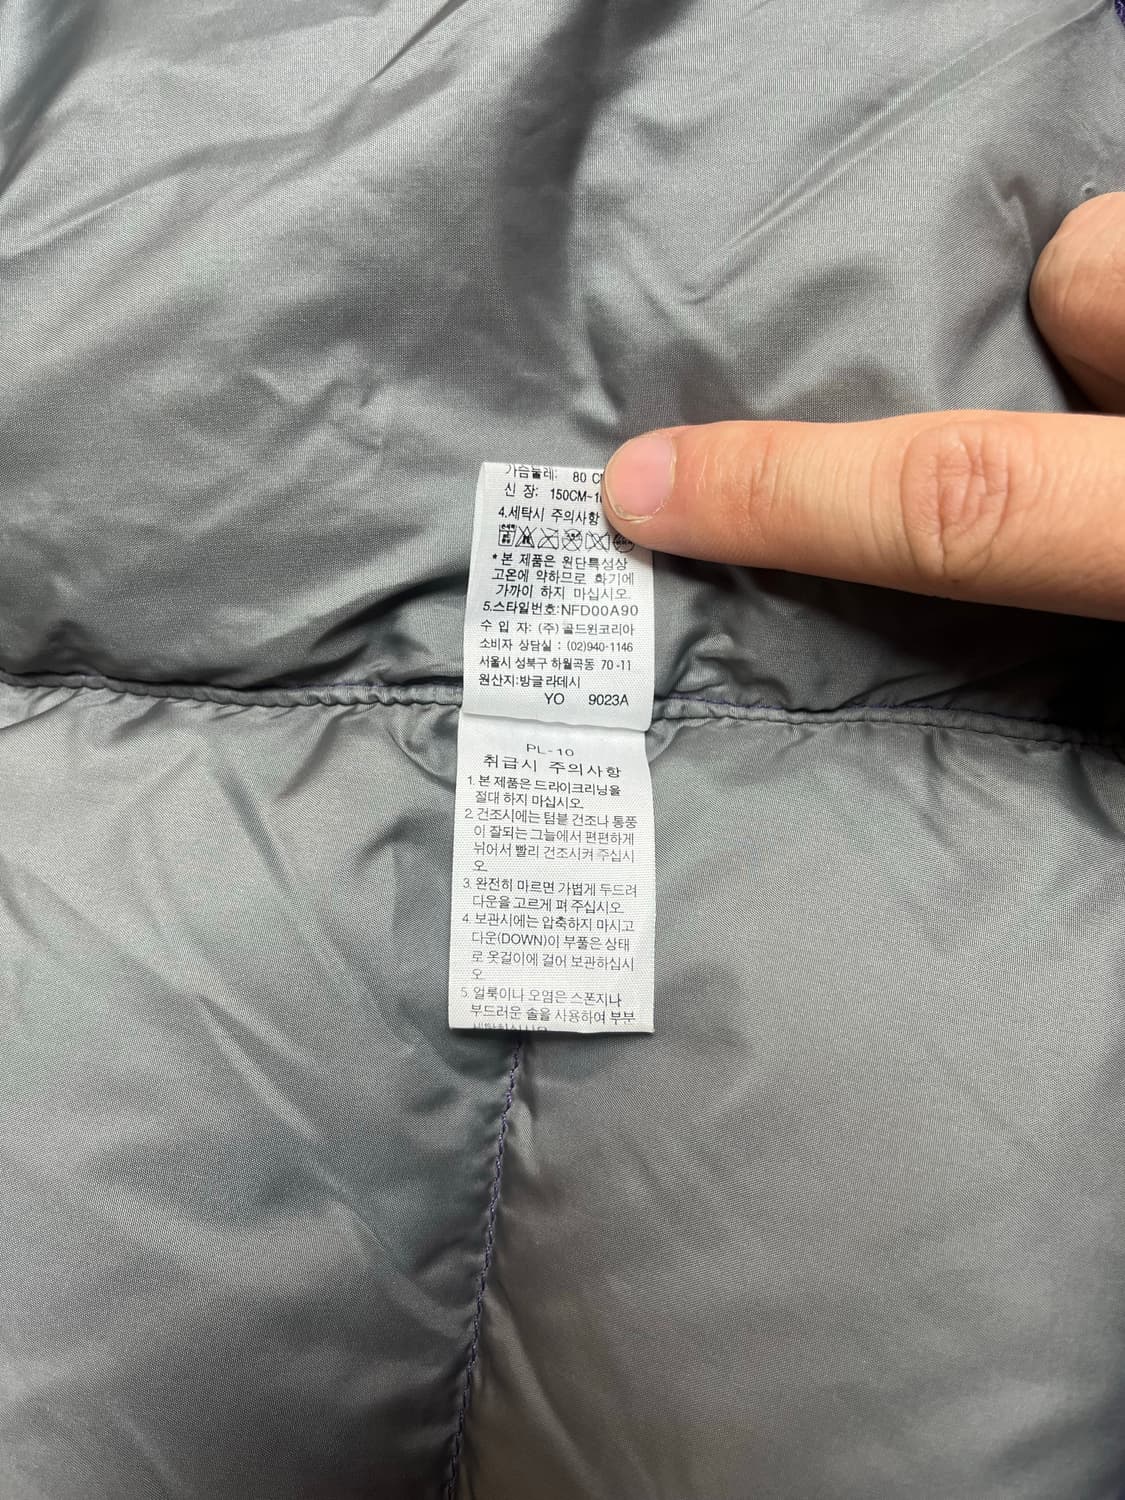 가슴둘레: 80
신 장: 150CM~
4.세탁시 주의사항
*본 제품은 원단특성상
고온에 약하므로 화기에
가까이 하지 마십시오.
5.스타일번호:NFD00A90
수 입 자: (주)골드윈코리아
소비자 상담실 : (02)940-1146
서울시 성북구 하월곡동 70-11
원산지:방글라데시
YO 9023A
PL-10
취급시 주의사항
1. 본 제품은 드라이크리닝을
절대 하지 마십시오.
2. 건조시에는 텀블 건조나 통풍
이 잘되는 그늘에서 편편하게
뉘어서 빨리 건조시켜 주십시
오.
3. 완전히 마르면 가볍게 두드려
다운을 고르게 펴 주십시오.
4. 보관시에는 압축하지 마시고
다운(DOWN)이 부풀은 상태
로 옷걸이에 걸어 보관하십시
오.
5. 얼룩이나 오염은 스폰지나
부드러운 솔을 사용하여 부분